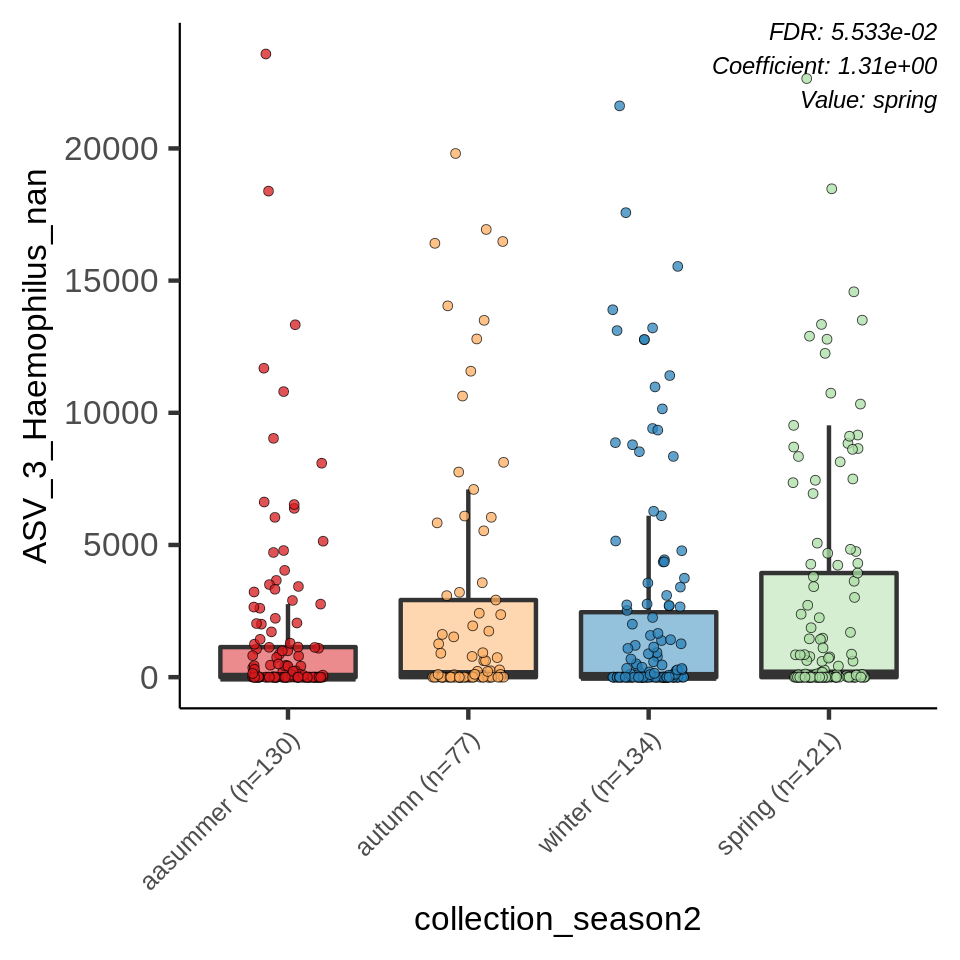 FDR: 5.533e-02
Coefficient: 1.31e+00
Value: spring
ASV_3_Haemophilus_nan
20000
15000
10000
5000
0
aasummer (n=130)
autumn (n=77)
winter (n=134)
spring (n=121)
collection_season2